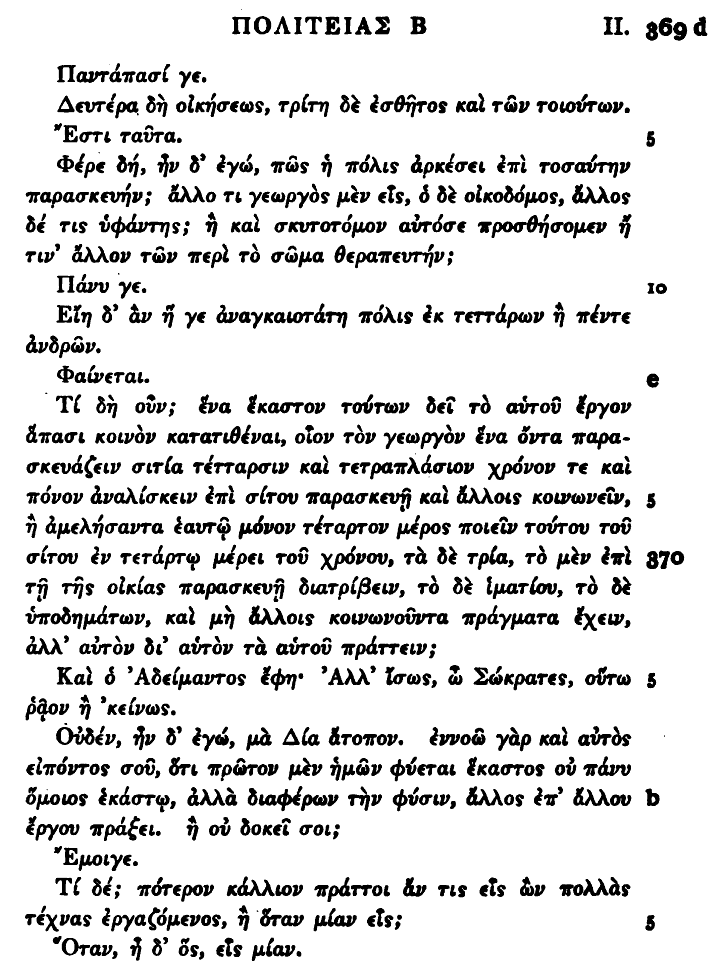 ΠΟΛΙΤΕΙΑΣ Β II. 369 d
Παντάπασί γε.
Δευτέρα δὴ οἰκήσεως, τρίτη δὲ ἐσθῆτος καὶ τῶν τοιούτων.
Ἔστι ταῦτα. 5
Φέρε δή, ἦν δ’ ἐγώ, πῶς ἡ πόλις ἀρκέσει ἐπὶ τοσαύτην
παρασκευήν; ἄλλο τι γεωργὸς μὲν εἷς, ὁ δὲ οἰκοδόμος, ἄλλος
δέ τις ὑφάντης; ἢ καὶ σκυτοτόμον αὐτόσε προσθήσομεν ἤ
τιν’ ἄλλον τῶν περὶ τὸ σῶμα θεραπευτήν;
Πάνυ γε. 10
Εἴη δ’ ἂν ἥ γε ἀναγκαιοτάτη πόλις ἐκ τεττάρων ἢ πέντε
ἀνδρῶν.
Φαίνεται. e
Τί δὴ οὖν; ἕνα ἕκαστον τούτων δεῖ τὸ αὑτοῦ ἔργον
ἅπασι κοινὸν κατατιθέναι, οἷον τὸν γεωργὸν ἕνα ὄντα παρα-
σκευάζειν σιτία τέτταρσιν καὶ τετραπλάσιον χρόνον τε καὶ
πόνον ἀναλίσκειν ἐπὶ σίτου παρασκευῇ καὶ ἄλλοις κοινωνεῖν, 5
ἢ ἀμελήσαντα ἑαυτῷ μόνον τέταρτον μέρος ποιεῖν τούτου τοῦ
σίτου ἐν τετάρτῳ μέρει τοῦ χρόνου, τὰ δὲ τρία, τὸ μὲν ἐπὶ 370
τῇ τῆς οἰκίας παρασκευῇ διατρίβειν, τὸ δὲ ἱματίου, τὸ δὲ
ὑποδημάτων, καὶ μὴ ἄλλοις κοινωνοῦντα πράγματα ἔχειν,
ἀλλ’ αὐτὸν δι’ αὑτὸν τὰ αὑτοῦ πράττειν;
Καὶ ὁ Ἀδείμαντος ἔφη· Ἀλλ’ ἴσως, ὦ Σώκρατες, οὕτω 5
ῥᾷον ἢ ’κείνως.
Οὐδέν, ἦν δ’ ἐγώ, μὰ Δία ἄτοπον. ἐννοῶ γὰρ καὶ αὐτὸς
εἰπόντος σοῦ, ὅτι πρῶτον μὲν ἡμῶν φύεται ἕκαστος οὐ πάνυ
ὅμοιος ἑκάστῳ, ἀλλὰ διαφέρων τὴν φύσιν, ἄλλος ἐπ’ ἄλλου b
ἔργου πράξει. ἢ οὐ δοκεῖ σοι;
Ἔμοιγε.
Τί δέ; πότερον κάλλιον πράττοι ἄν τις εἷς ὢν πολλὰς
τέχνας ἐργαζόμενος, ἢ ὅταν μίαν εἷς; 5
Ὅταν, ἦ δ’ ὅς, εἷς μίαν.